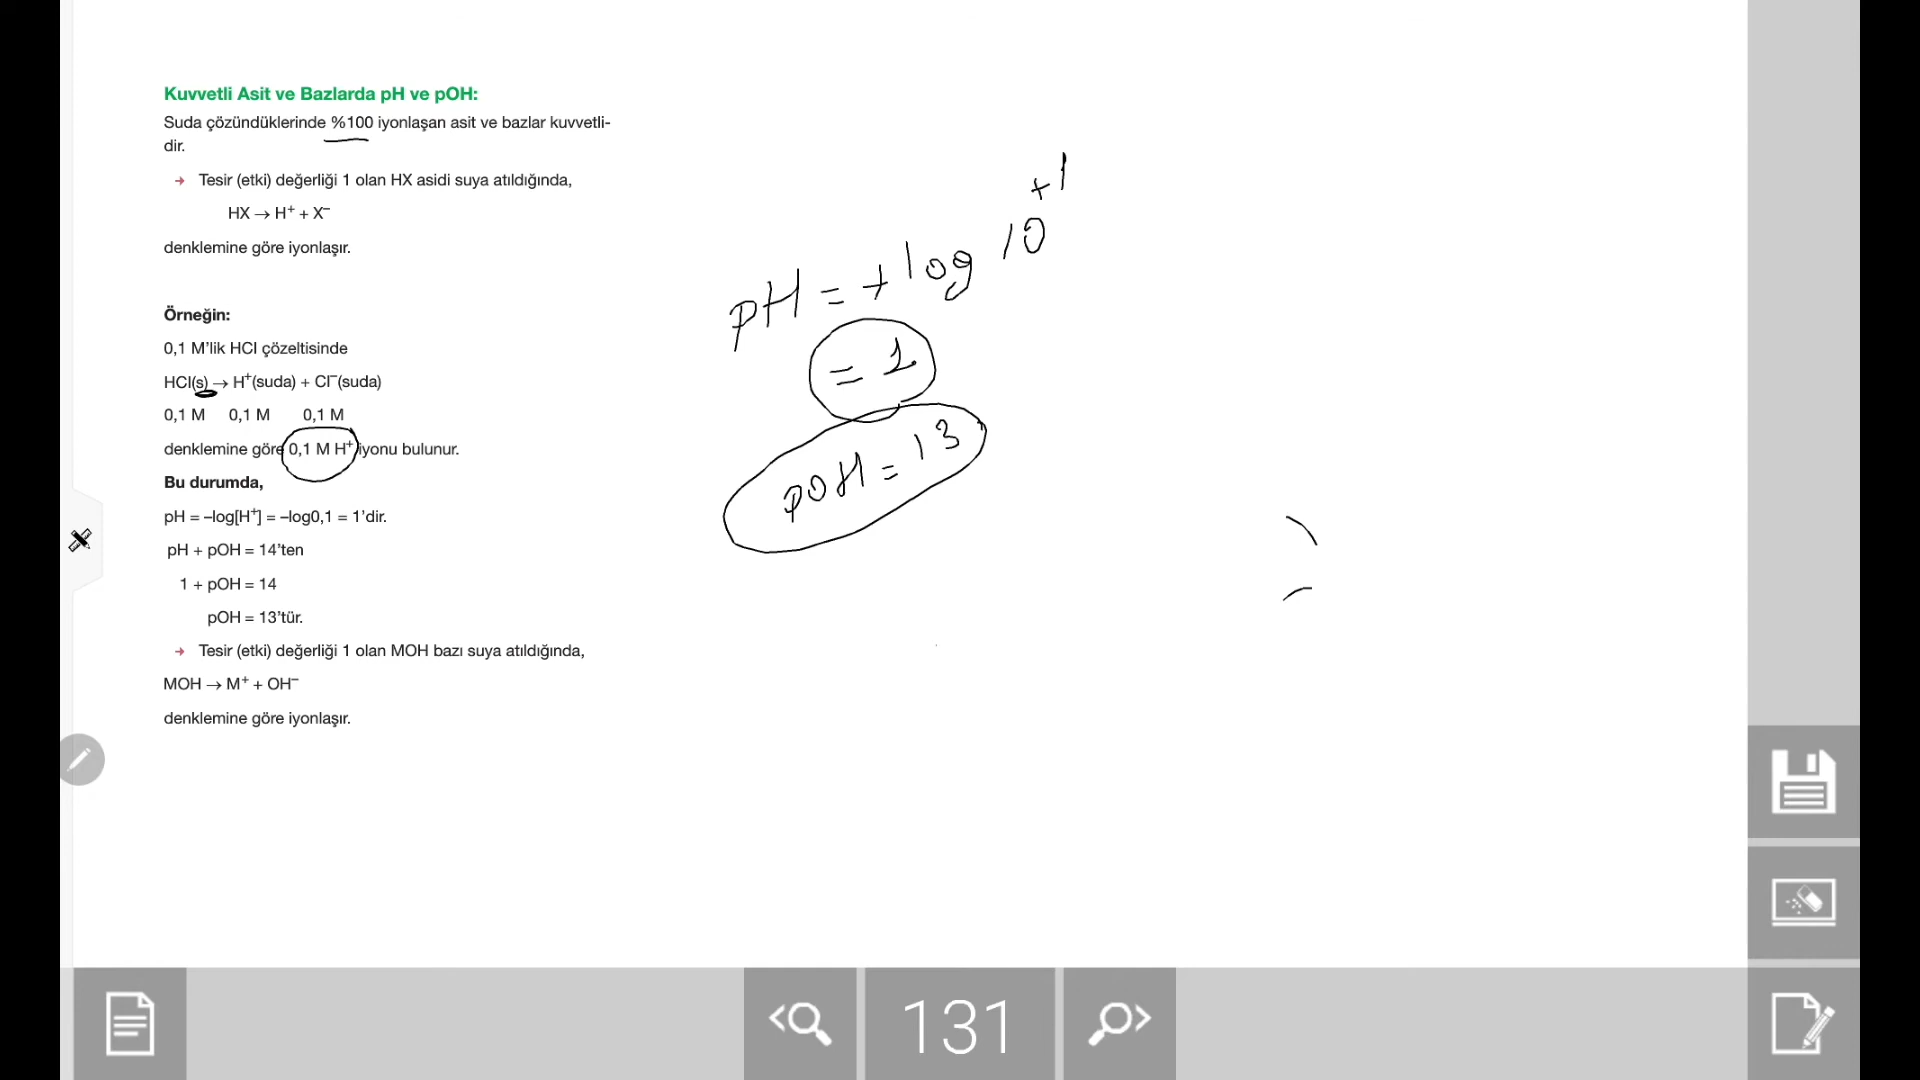 Kuvvetli Asit ve Bazlarda pH ve pOH:
Suda çözündüklerinde %100 iyonlaşan asit ve bazlar kuvvetli-
dir.
→ Tesir (etki) değerliği 1 olan HX asidi suya atıldığında,
HX → H⁺ + X⁻
denklemine göre iyonlaşır.
Örneğin:
0,1 M'lik HCl çözeltisinde
HCl(s) → H⁺(suda) + Cl⁻(suda)
0,1 M 0,1 M 0,1 M
denklemine göre 0,1 M H⁺ iyonu bulunur.
Bu durumda,
pH = –log[H⁺] = –log0,1 = 1'dir.
pH + pOH = 14'ten
1 + pOH = 14
pOH = 13'tür.
→ Tesir (etki) değerliği 1 olan MOH bazı suya atıldığında,
MOH → M⁺ + OH⁻
denklemine göre iyonlaşır.
pH = + log 10⁺¹
= 1
pOH = 13
131